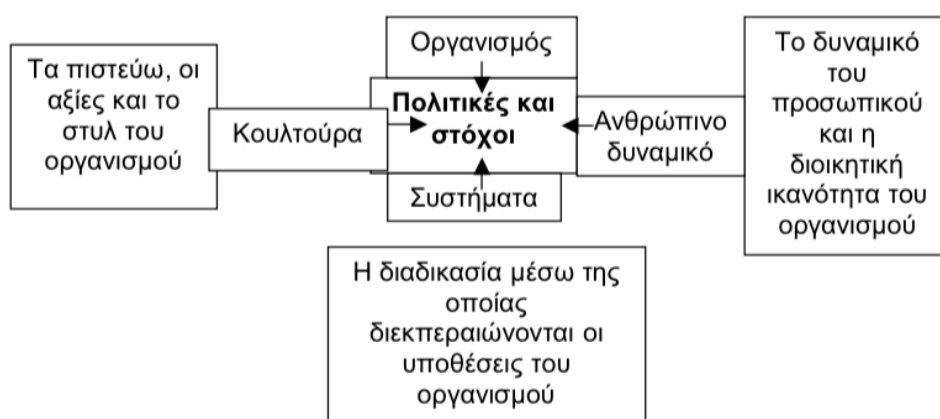 Οργανισμός
Τα πιστεύω, οι
αξίες και το
στυλ του
οργανισμού
Κουλτούρα
Πολιτικές και
στόχοι
Ανθρώπινο
δυναμικό
Το δυναμικό
του
προσωπικού
και η
διοικητική
ικανότητα του
οργανισμού
Συστήματα
Η διαδικασία μέσω της
οποίας
διεκπεραιώνονται οι
υποθέσεις του
οργανισμού